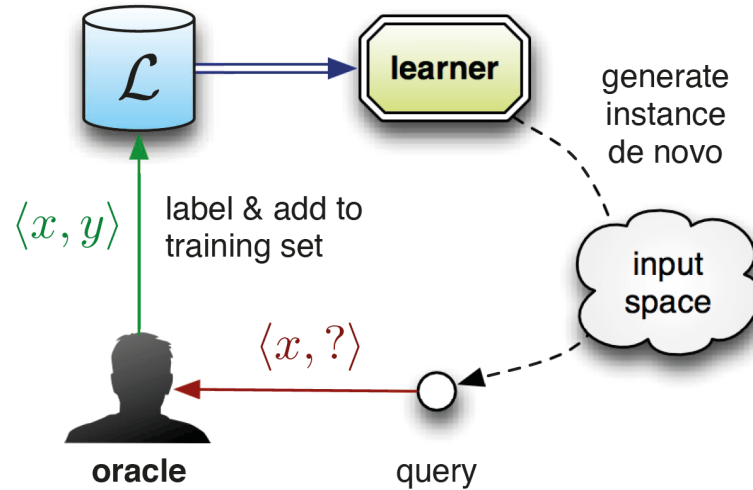 ℒ
learner
generate
instance
de novo
⟨x, y⟩
label & add to
training set
input
space
⟨x, ?⟩
oracle
query